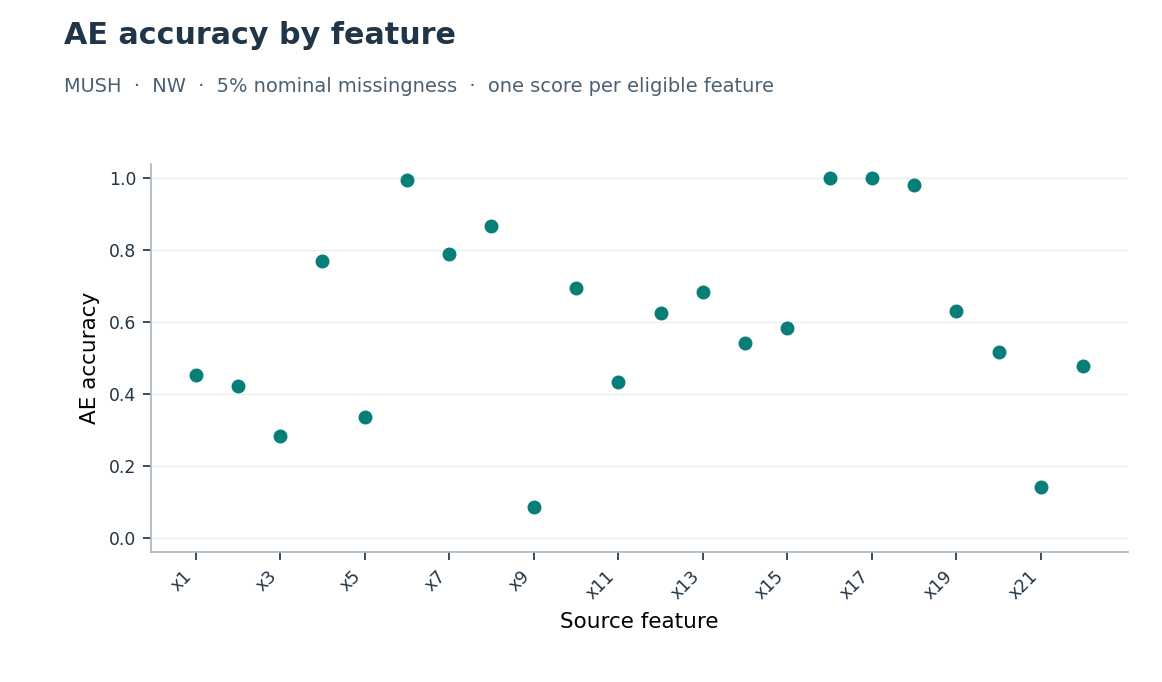 AE accuracy by feature
MUSH · NW · 5% nominal missingness · one score per eligible feature
AE accuracy
1.0
0.8
0.6
0.4
0.2
0.0
x1 x3 x5 x7 x9 x11 x13 x15 x17 x19 x21
Source feature